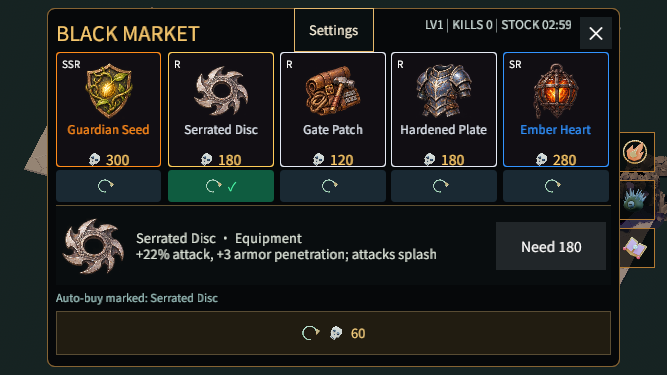 BLACK MARKET
Settings
LV1 | KILLS 0 | STOCK 02:59
SSR
Guardian Seed
300
R
Serrated Disc
180
R
Gate Patch
120
R
Hardened Plate
180
SR
Ember Heart
280
Serrated Disc · Equipment
+22% attack, +3 armor penetration; attacks splash
Need 180
Auto-buy marked: Serrated Disc
60